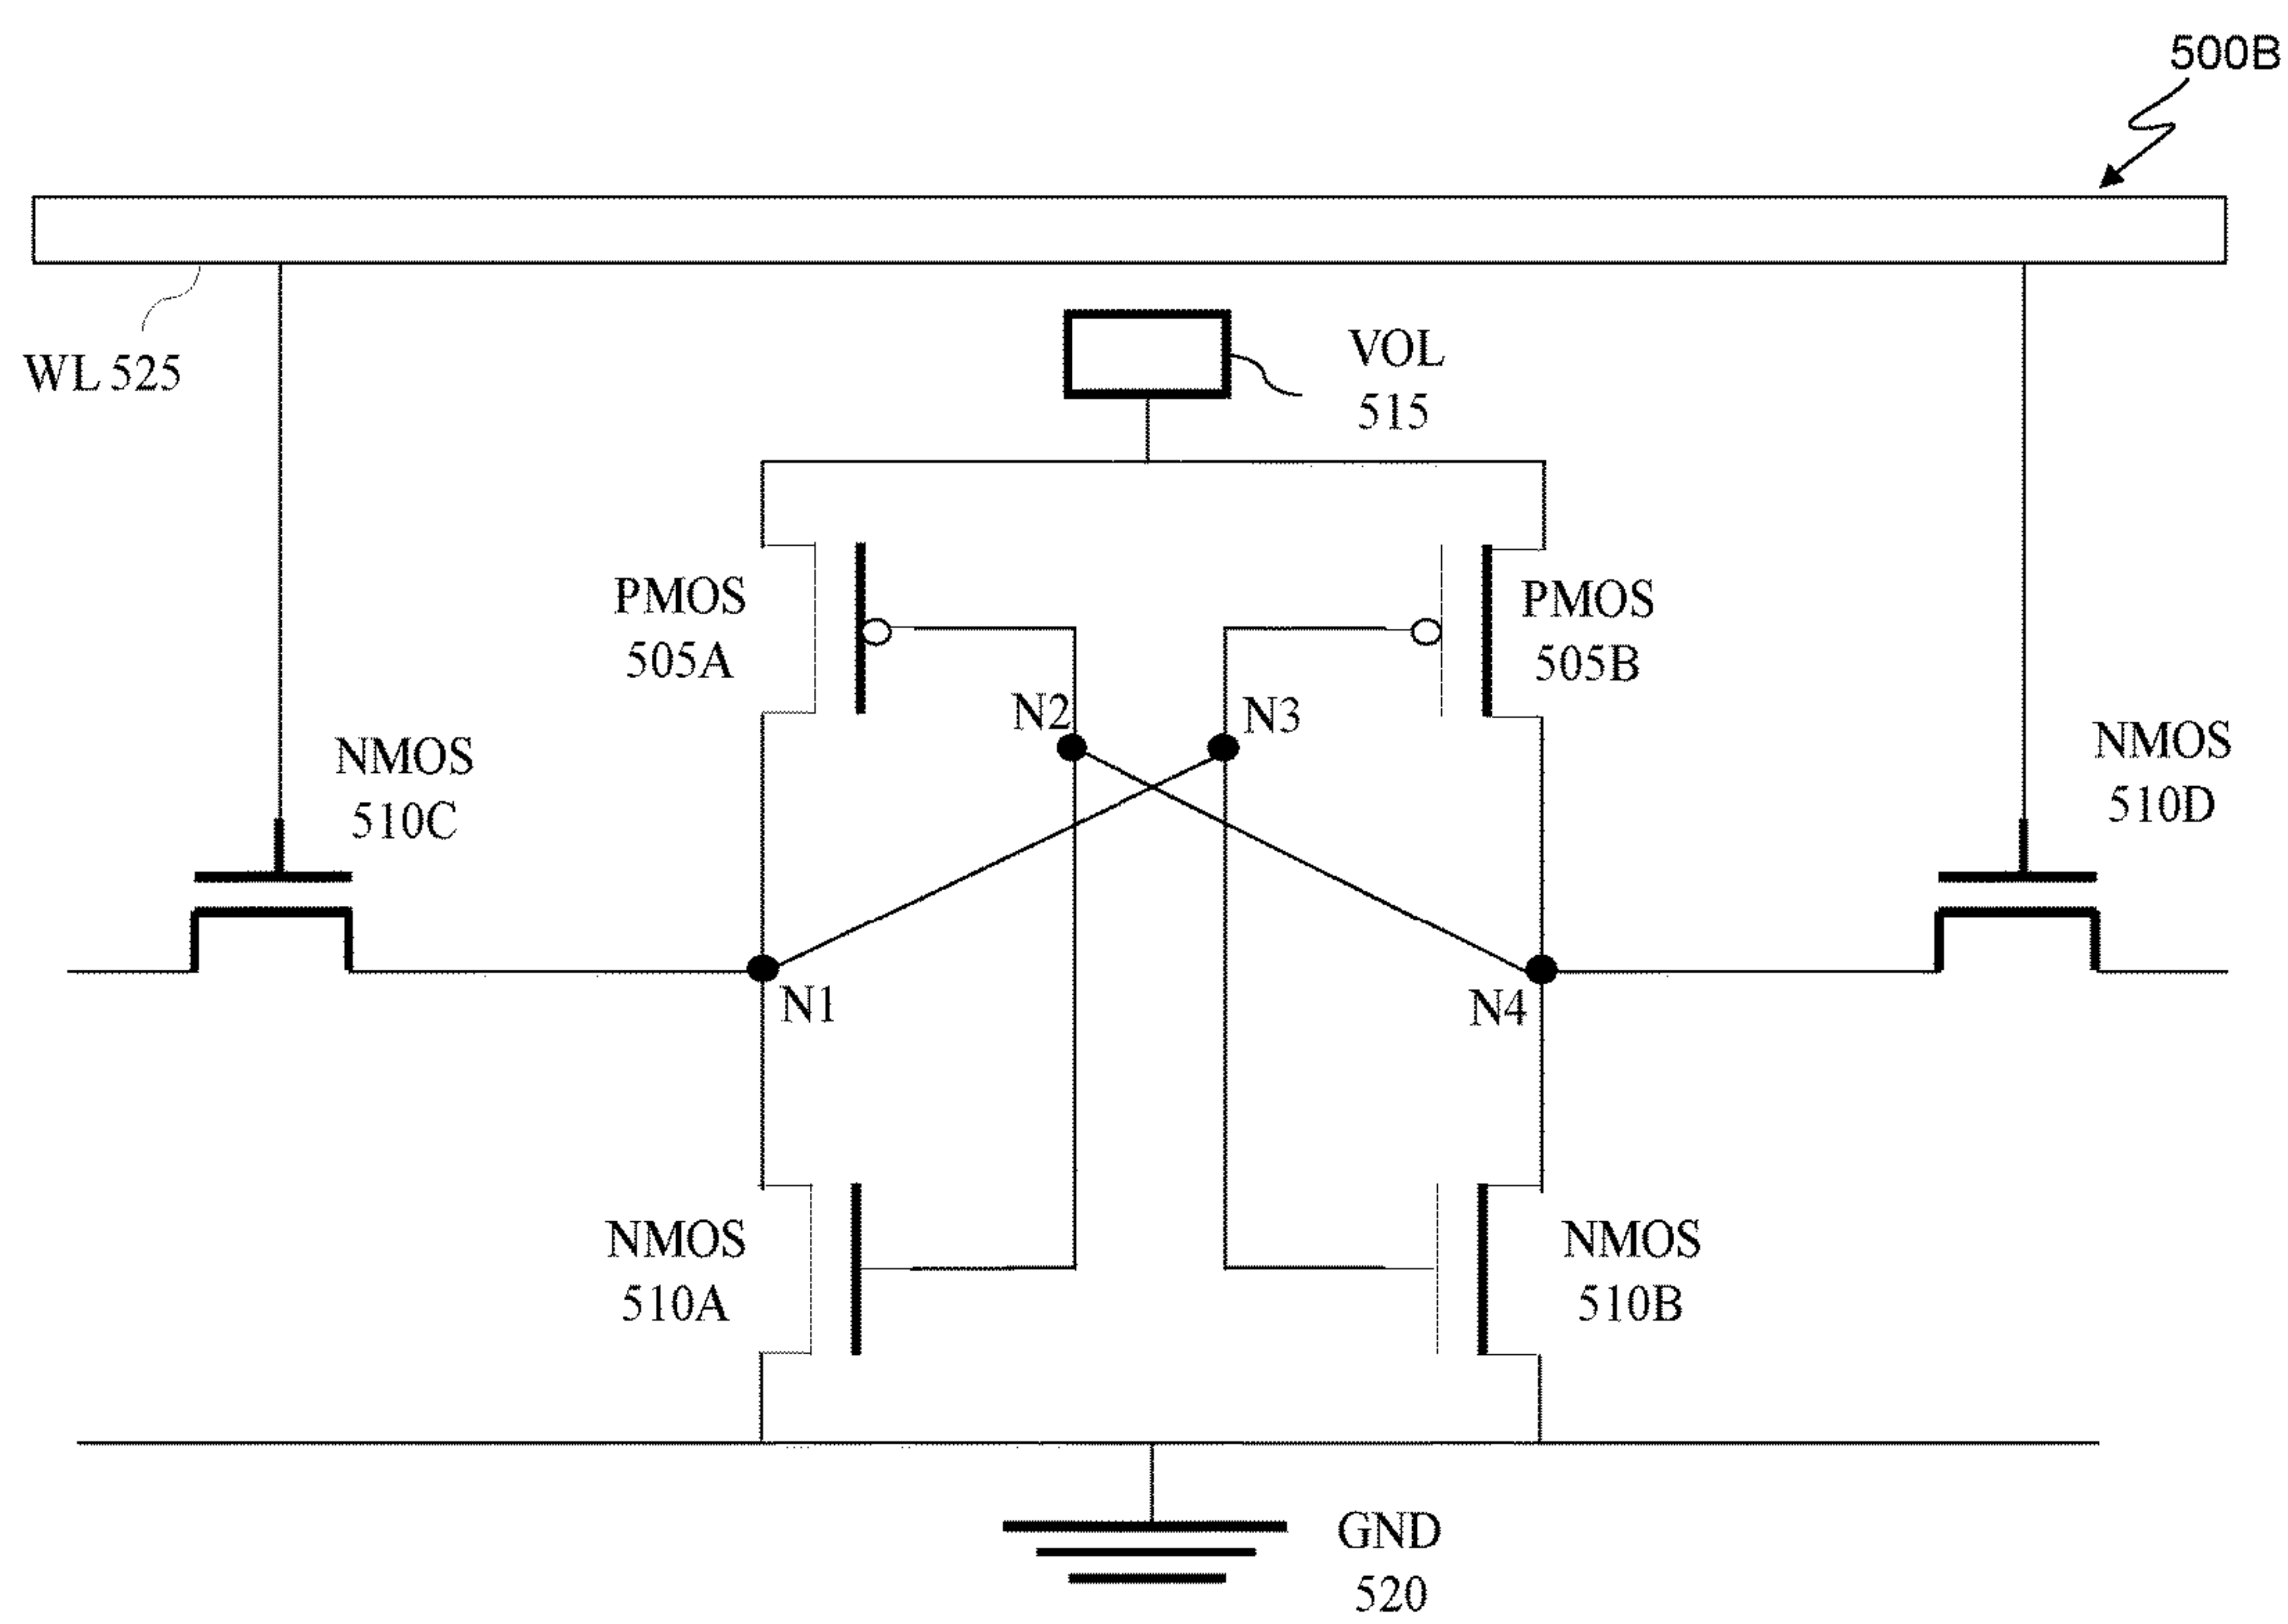 500B
WL 525
VOL
515
PMOS
505A
PMOS
505B
N2
N3
NMOS
510C
NMOS
510D
N1
N4
NMOS
510A
NMOS
510B
GND
520